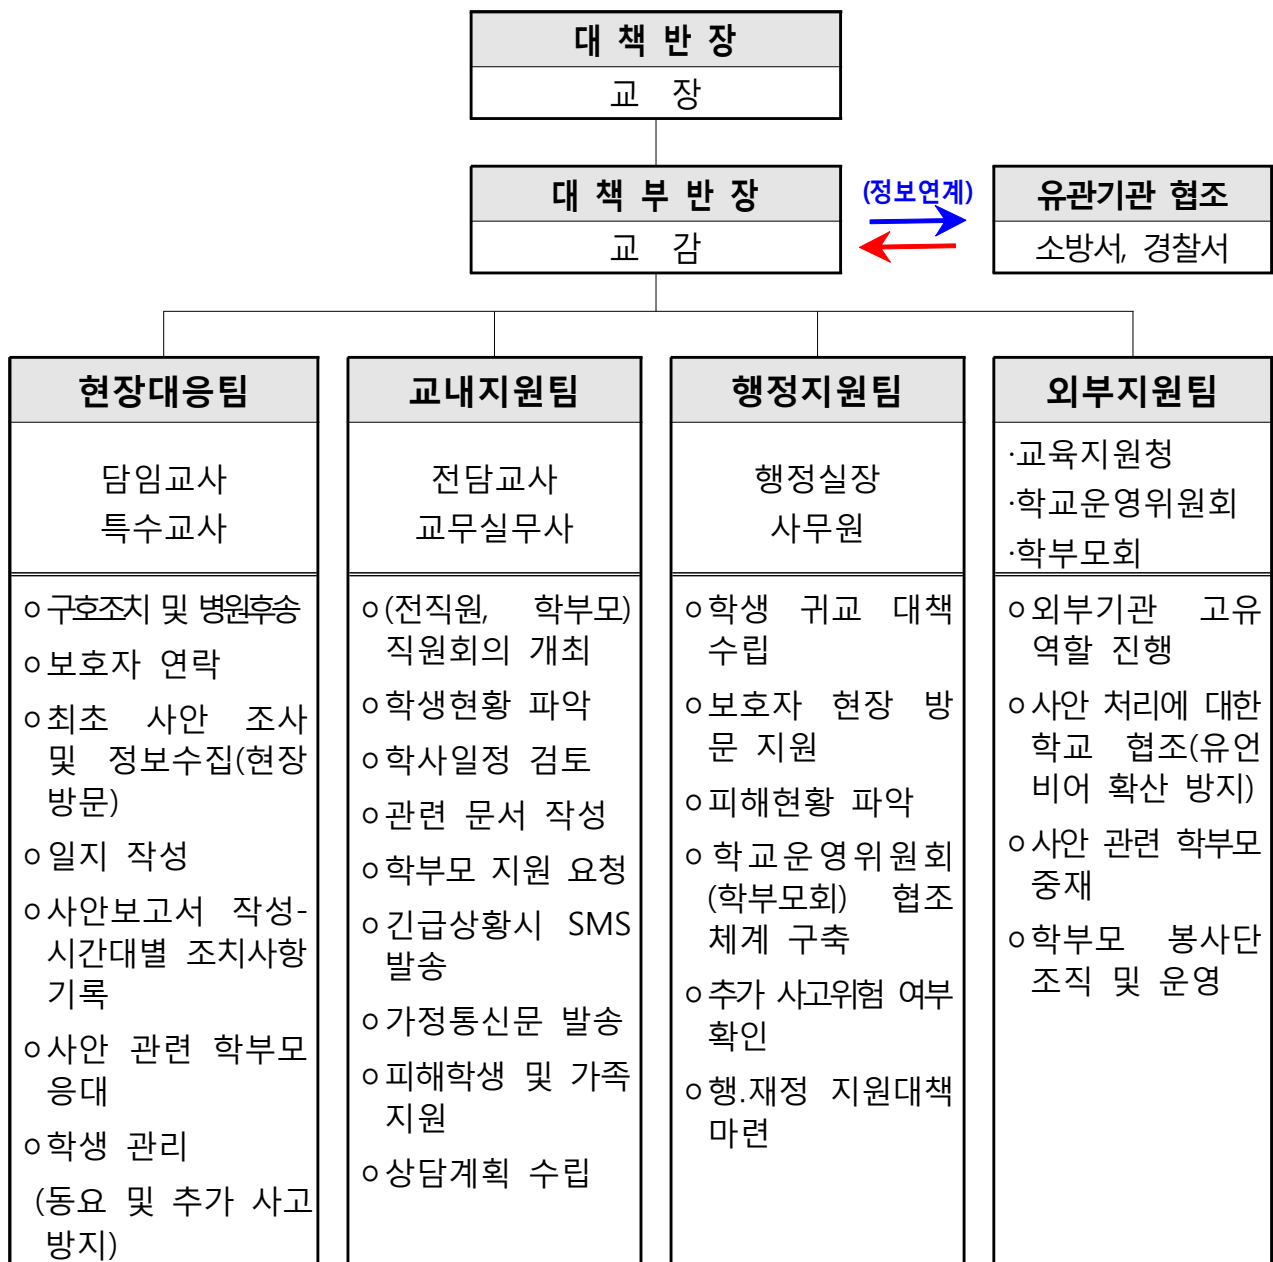 대 책 반 장
교 장
대 책 부 반 장
교 감
(정보연계)
유관기관 협조
소방서, 경찰서
현장대응팀
담임교사
특수교사
ㅇ구호조치 및 병원후송
ㅇ보호자 연락
ㅇ최초 사안 조사
및 정보수집(현장
방문)
ㅇ일지 작성
ㅇ사안보고서 작성-
시간대별 조치사항
기록
ㅇ사안 관련 학부모
응대
ㅇ학생 관리
(동요 및 추가 사고
방지)
교내지원팀
전담교사
교무실무사
ㅇ(전직원, 학부모)
직원회의 개최
ㅇ학생현황 파악
ㅇ학사일정 검토
ㅇ관련 문서 작성
ㅇ학부모 지원 요청
ㅇ긴급상황시 SMS
발송
ㅇ가정통신문 발송
ㅇ피해학생 및 가족
지원
ㅇ상담계획 수립
행정지원팀
행정실장
사무원
ㅇ학생 귀교 대책
수립
ㅇ보호자 현장 방
문 지원
ㅇ피해현황 파악
ㅇ학교운영위원회
(학부모회) 협조
체계 구축
ㅇ추가 사고위험 여부
확인
ㅇ행.재정 지원대책
마련
외부지원팀
·교육지원청
·학교운영위원회
·학부모회
ㅇ외부기관 고유
역할 진행
ㅇ사안 처리에 대한
학교 협조(유언
비어 확산 방지)
ㅇ사안 관련 학부모
중재
ㅇ학부모 봉사단
조직 및 운영